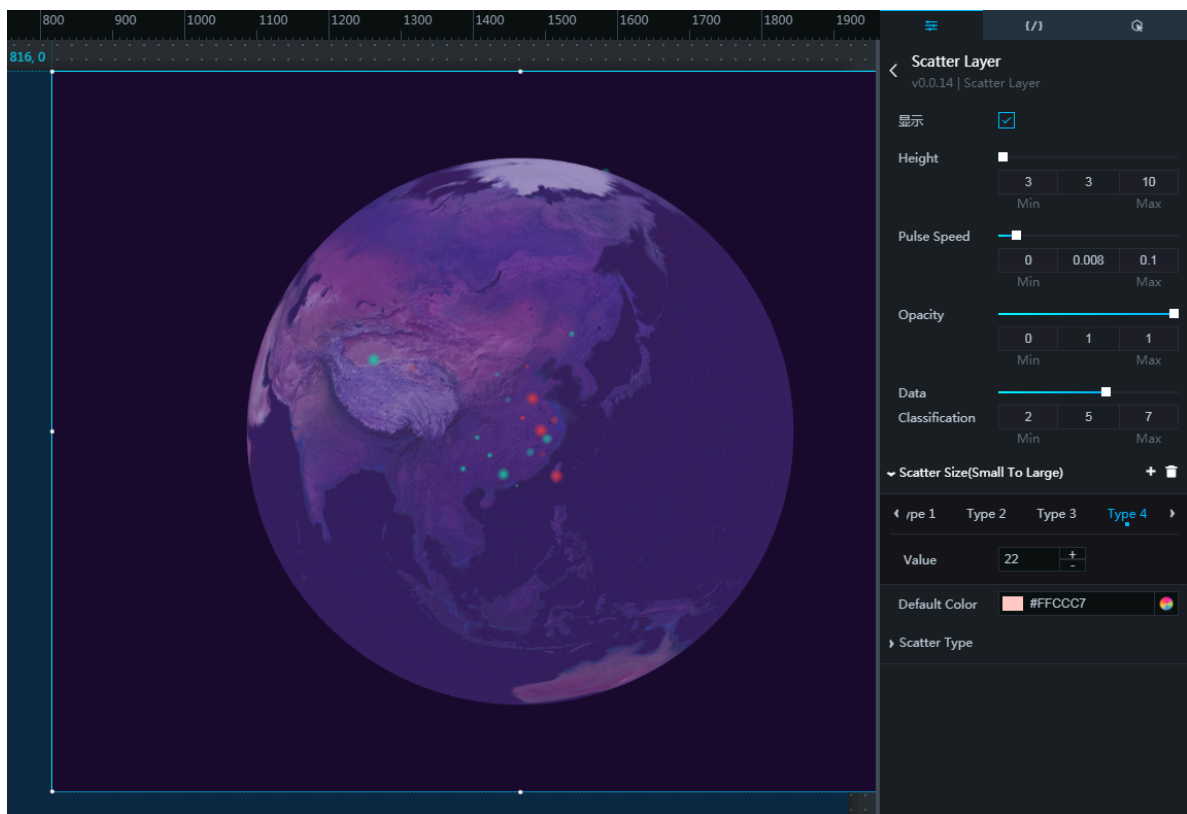 800 900 1000 1100 1200 1300 1400 1500 1600 1700 1800 1900
816, 0
{/}
Scatter Layer
v0.0.14 | Scatter Layer
显示
Height
3 3 10
Min Max
Pulse Speed
0 0.008 0.1
Min Max
Opacity
0 1 1
Min Max
Data
Classification
2 5 7
Min Max
Scatter Size(Small To Large) +
ype 1 Type 2 Type 3 Type 4
Value 22 + -
Default Color #FFCCC7
Scatter Type